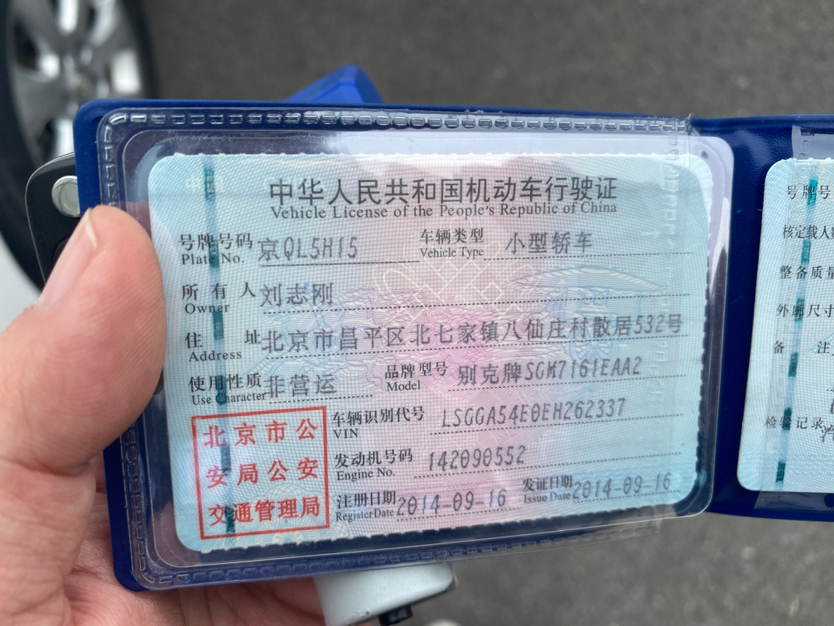 中华人民共和国机动车行驶证
Vehicle License of the People's Republic of China
号牌号码 京QL5H15 车辆类型 小型轿车
Plate No. Vehicle Type
所有人 刘志刚
Owner
住址 北京市昌平区北七家镇八仙庄村散居532号
Address
使用性质 非营运 品牌型号 别克牌SGM7161EAA2
Use Character Model
北京市公
安局公安
交通管理局
车辆识别代号 LSGGA54E0EH262337
VIN
发动机号码 142090552
Engine No.
注册日期 2014-09-16 发证日期 2014-09-16
Register Date Issue Date
号牌号
核定载人
整备质量
外廓尺寸
备注
检验记录